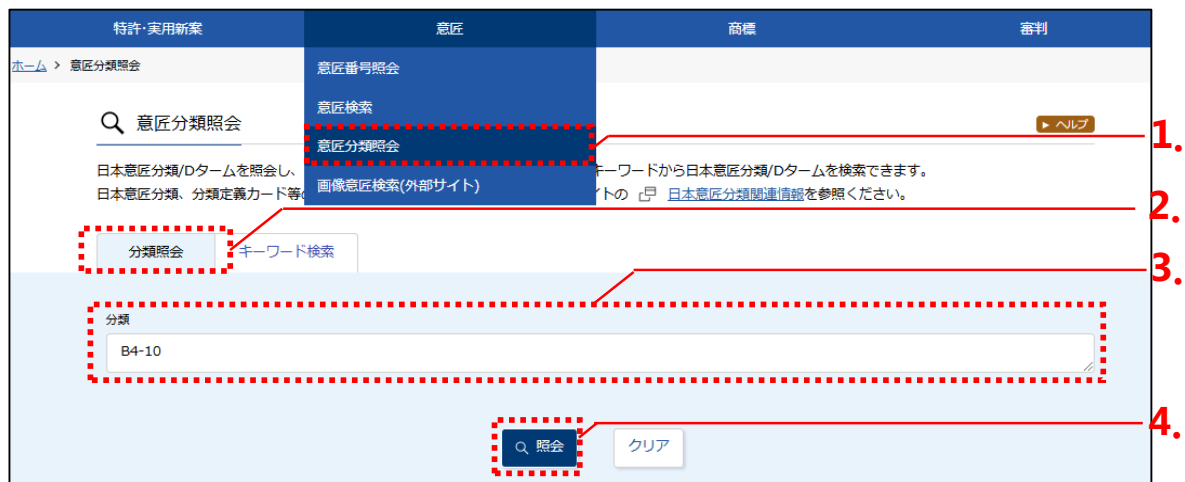 特許・実用新案 意匠 商標 審判
ホーム > 意匠分類照会
意匠番号照会
意匠検索
意匠分類照会
画像意匠検索(外部サイト)
意匠分類照会
ヘルプ
1.
日本意匠分類/Dタームを照会し、 キーワードから日本意匠分類/Dタームを検索できます。
日本意匠分類、分類定義カード等 イトの 日本意匠分類関連情報を参照ください。
2.
分類照会 キーワード検索
3.
分類
B4-10
4.
照会 クリア